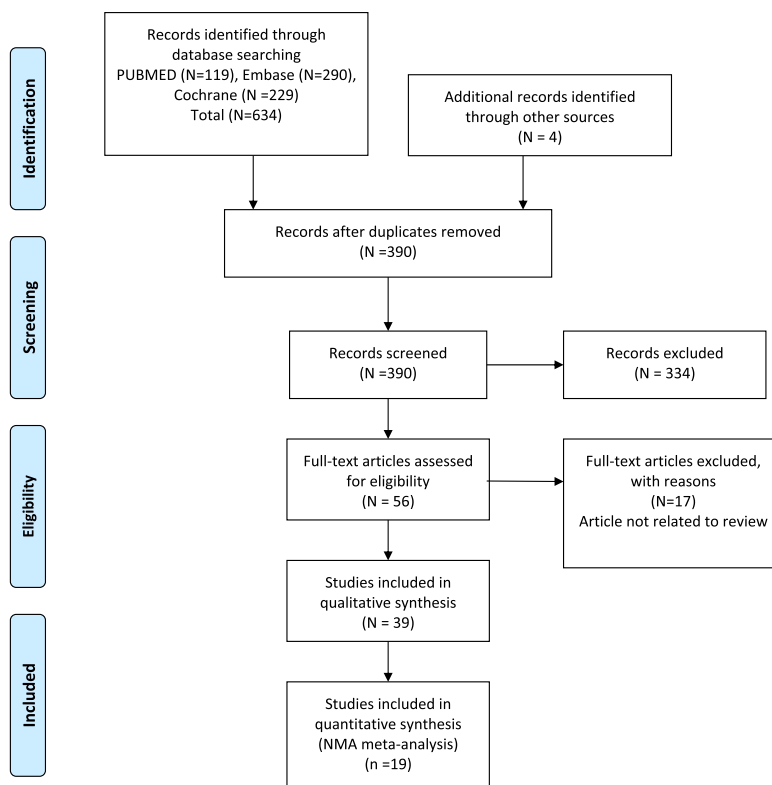 Identification
Records identified through
database searching
PUBMED (N=119), Embase (N=290),
Cochrane (N =229)
Total (N=634)
Additional records identified
through other sources
(N = 4)
Records after duplicates removed
(N =390)
Screening
Records screened
(N =390)
Records excluded
(N = 334)
Eligibility
Full-text articles assessed
for eligibility
(N = 56)
Full-text articles excluded,
with reasons
(N=17)
Article not related to review
Studies included in
qualitative synthesis
(N = 39)
Included
Studies included in
quantitative synthesis
(NMA meta-analysis)
(n =19)